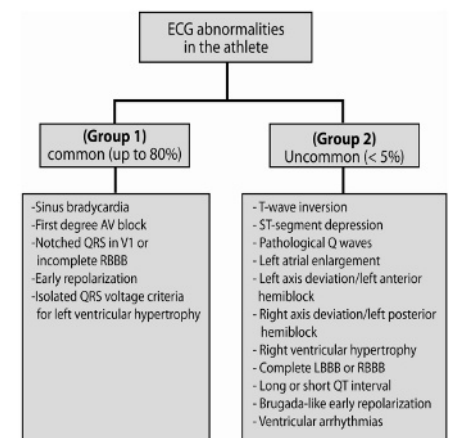 ECG abnormalities
in the athlete
(Group 1)
common (up to 80%)
(Group 2)
Uncommon (< 5%)
-Sinus bradycardia
-First degree AV block
-Notched QRS in V1 or
incomplete RBBB
-Early repolarization
-Isolated QRS voltage criteria
for left ventricular hypertrophy
- T-wave inversion
- ST-segment depression
- Pathological Q waves
- Left atrial enlargement
- Left axis deviation/left anterior
hemiblock
- Right axis deviation/left posterior
hemiblock
- Right ventricular hypertrophy
- Complete LBBB or RBBB
- Long or short QT interval
- Brugada-like early repolarization
- Ventricular arrhythmias